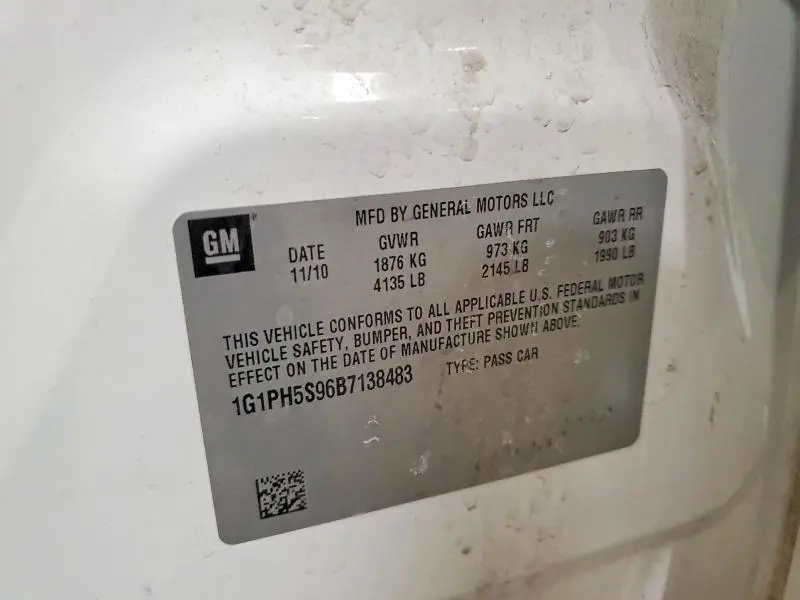 GM
MFD BY GENERAL MOTORS LLC
DATE GVWR GAWR FRT GAWR RR
11/10 1876 KG 973 KG 903 KG
4135 LB 2145 LB 1990 LB
THIS VEHICLE CONFORMS TO ALL APPLICABLE U.S. FEDERAL MOTOR
VEHICLE SAFETY, BUMPER, AND THEFT PREVENTION STANDARDS IN
EFFECT ON THE DATE OF MANUFACTURE SHOWN ABOVE.
1G1PH5S96B7138483 TYPE: PASS CAR